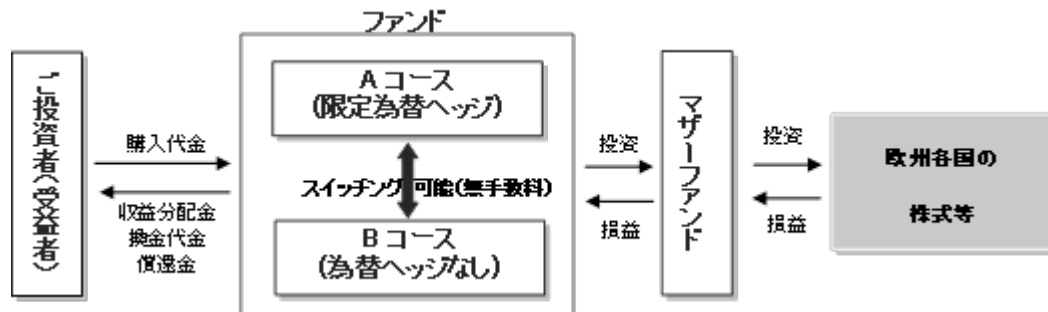 ファンド
ご投資者(受益者)
購入代金
収益分配金
換金代金
償還金
Aコース
(限定為替ヘッジ)
スイッチング可能(無手数料)
Bコース
(為替ヘッジなし)
投資
損益
マザーファンド
投資
損益
欧州各国の
株式等